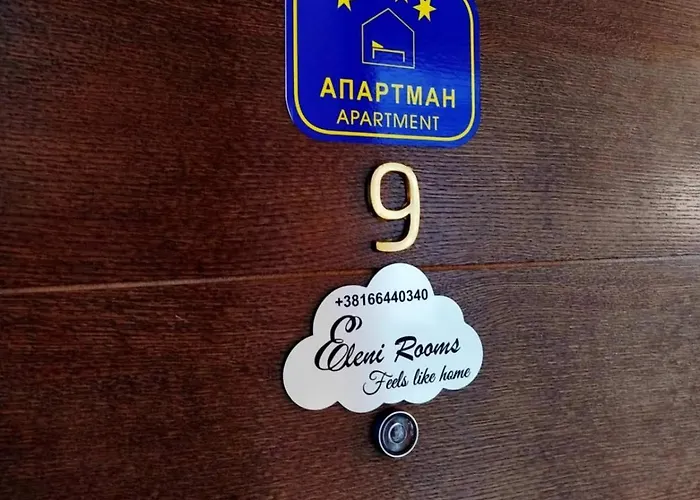 АПАРТМАН
APARTMENT
9
+38166440340
Eleni Rooms
Feels like home